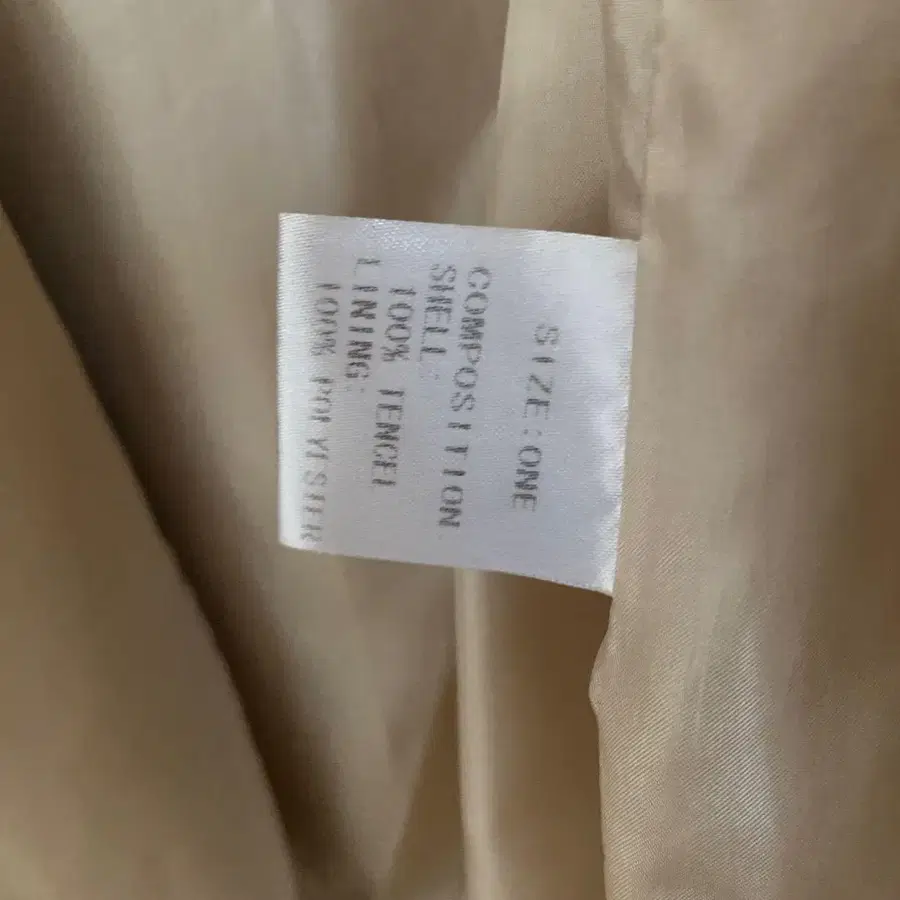 SIZE:ONE
COMPOSITION:
SHELL:
100% TENCEL
LINING:
100% POLYESTER